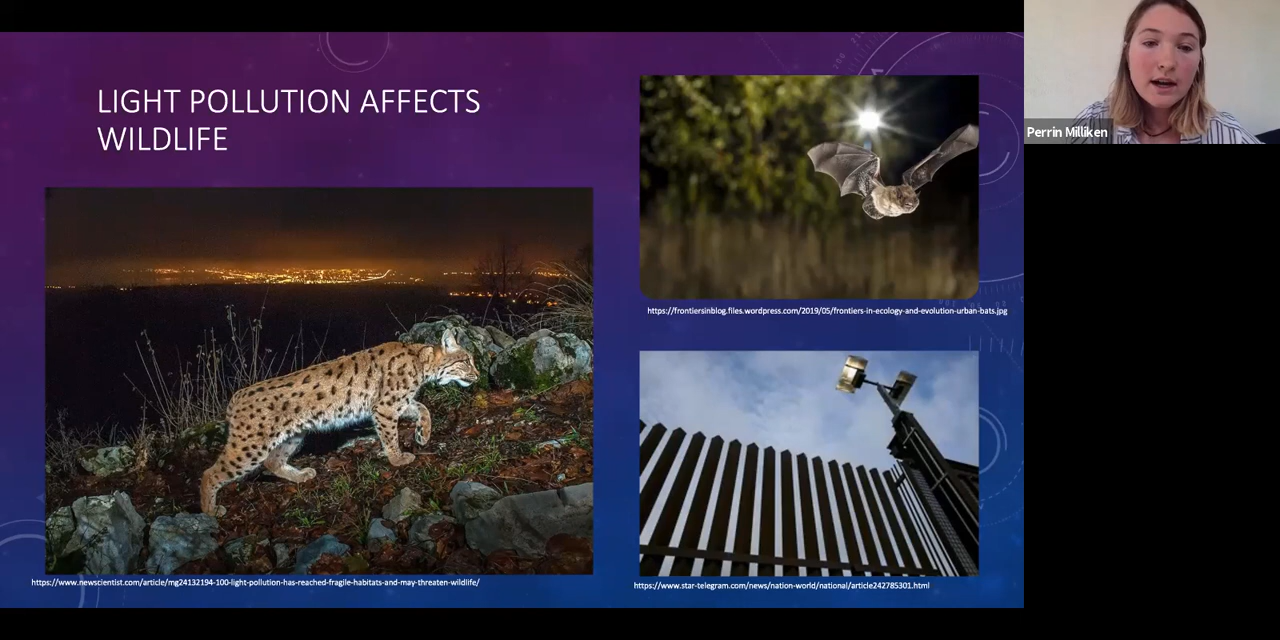 LIGHT POLLUTION AFFECTS
WILDLIFE
https://www.newscientist.com/article/mg24132194-100-light-pollution-has-reached-fragile-habitats-and-may-threaten-wildlife/
https://frontiersinblog.files.wordpress.com/2019/05/frontiers-in-ecology-and-evolution-urban-bats.jpg
https://www.star-telegram.com/news/nation-world/national/article242785301.html
Perrin Milliken